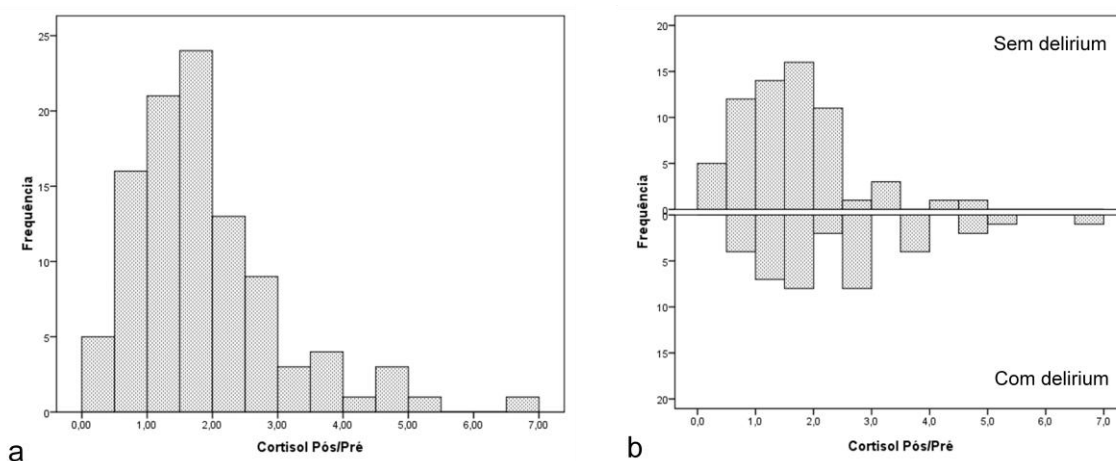 25
20
15
10
5
0
Frequência
0,00 1,00 2,00 3,00 4,00 5,00 6,00 7,00
Cortisol Pós/Pré
a
20
15
10
5
0
Sem delirium
Frequência
0
5
10
15
20
Com delirium
0,0 1,0 2,0 3,0 4,0 5,0 6,0 7,0
Cortisol Pós/Pré
b